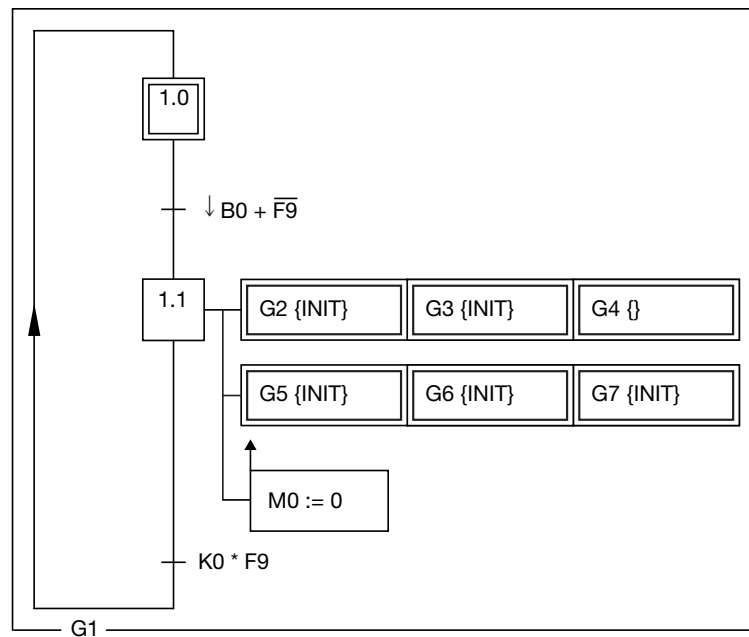 1.0
↓ B0 + F̅9̅
1.1
G2 {INIT} G3 {INIT} G4 {}
G5 {INIT} G6 {INIT} G7 {INIT}
M0 := 0
K0 * F9
G1